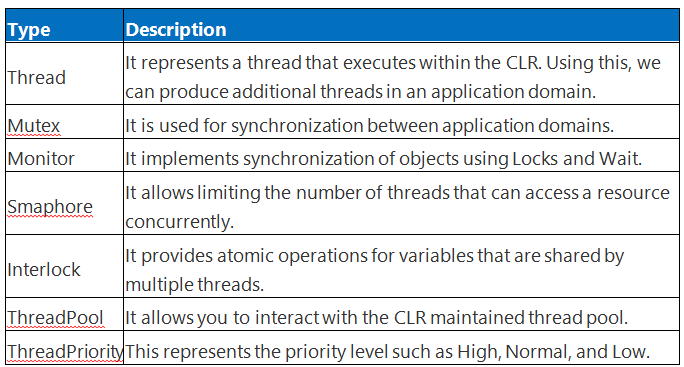 Type Description
Thread It represents a thread that executes within the CLR. Using this, we
can produce additional threads in an application domain.
Mutex It is used for synchronization between application domains.
Monitor It implements synchronization of objects using Locks and Wait.
Smaphore It allows limiting the number of threads that can access a resource
concurrently.
Interlock It provides atomic operations for variables that are shared by
multiple threads.
ThreadPool It allows you to interact with the CLR maintained thread pool.
ThreadPriority This represents the priority level such as High, Normal, and Low.